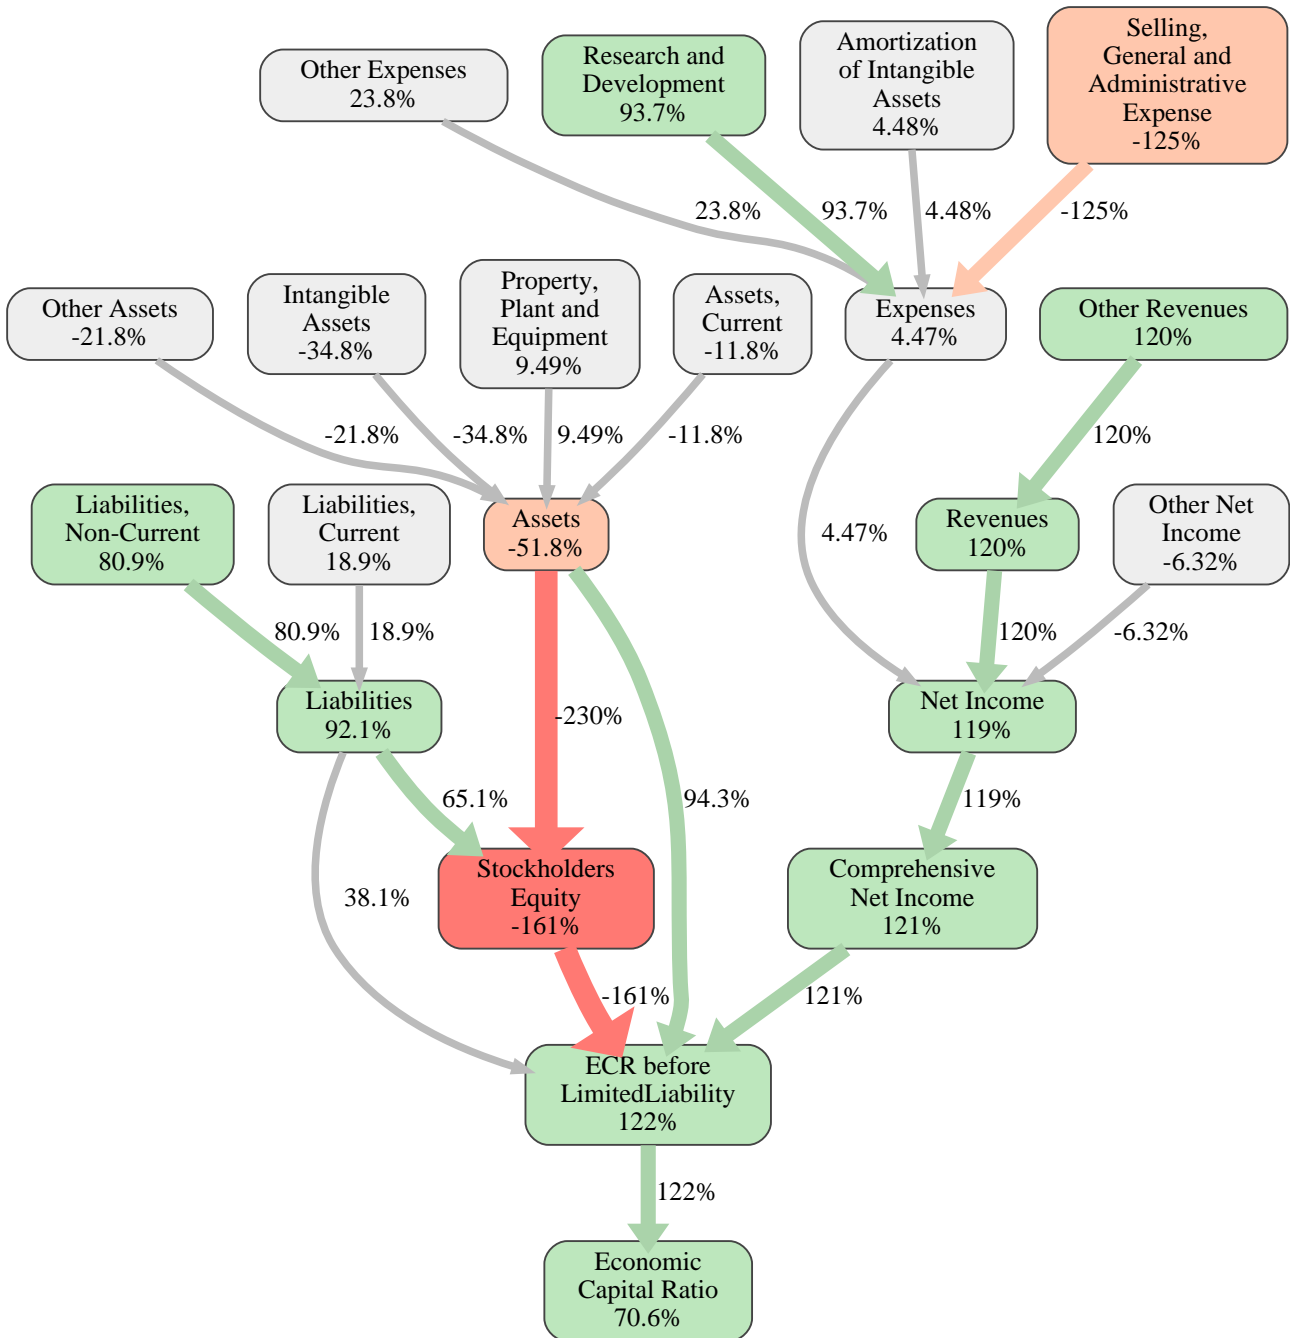 Other Expenses
23.8%
Research and
Development
93.7%
Amortization
of Intangible
Assets
4.48%
Selling,
General and
Administrative
Expense
-125%
23.8%
93.7%
4.48%
-125%
Other Assets
-21.8%
Intangible
Assets
-34.8%
Property,
Plant and
Equipment
9.49%
Assets,
Current
-11.8%
Expenses
4.47%
Other Revenues
120%
-21.8%
-34.8%
9.49%
-11.8%
120%
Liabilities,
Non-Current
80.9%
Liabilities,
Current
18.9%
Assets
-51.8%
4.47%
Revenues
120%
Other Net
Income
-6.32%
80.9%
18.9%
120%
-6.32%
Liabilities
92.1%
-230%
Net Income
119%
65.1%
94.3%
119%
38.1%
Stockholders
Equity
-161%
Comprehensive
Net Income
121%
-161%
121%
ECR before
LimitedLiability
122%
122%
Economic
Capital Ratio
70.6%